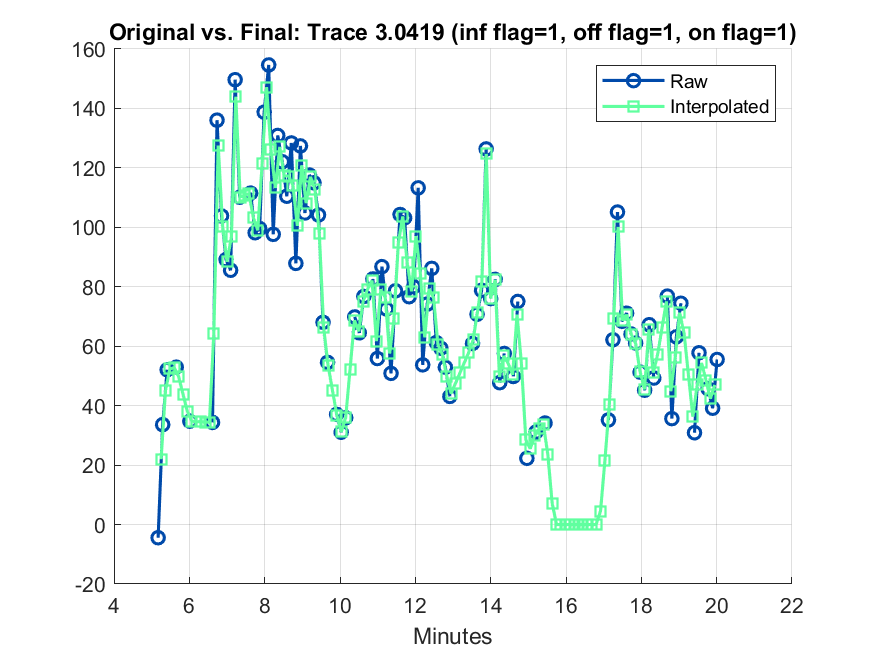 Original vs. Final: Trace 3.0419 (inf flag=1, off flag=1, on flag=1)
160
140
120
100
80
60
40
20
0
-20
Raw
Interpolated
4 6 8 10 12 14 16 18 20 22
Minutes